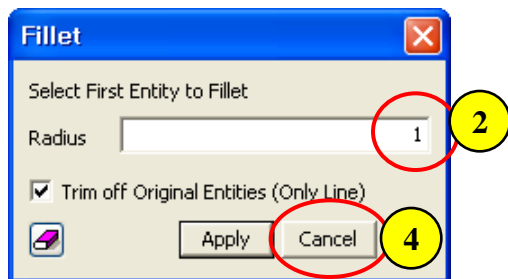 Fillet
Select First Entity to Fillet
Radius 1 2
Trim off Original Entities (Only Line)
Apply Cancel 4